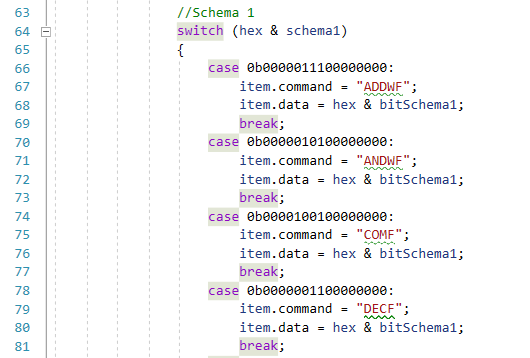 63 //Schema 1
64 switch (hex & schema1)
65 {
66 case 0b0000011100000000:
67 item.command = "ADDWF";
68 item.data = hex & bitSchema1;
69 break;
70 case 0b0000010100000000:
71 item.command = "ANDWF";
72 item.data = hex & bitSchema1;
73 break;
74 case 0b0000100100000000:
75 item.command = "COMF";
76 item.data = hex & bitSchema1;
77 break;
78 case 0b0000001100000000:
79 item.command = "DECF";
80 item.data = hex & bitSchema1;
81 break;